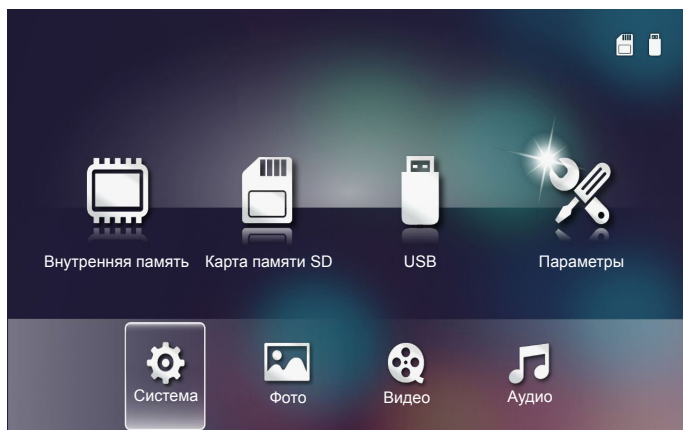 Внутренняя память
Карта памяти SD
USB
Параметры
Система
Фото
Видео
Аудио